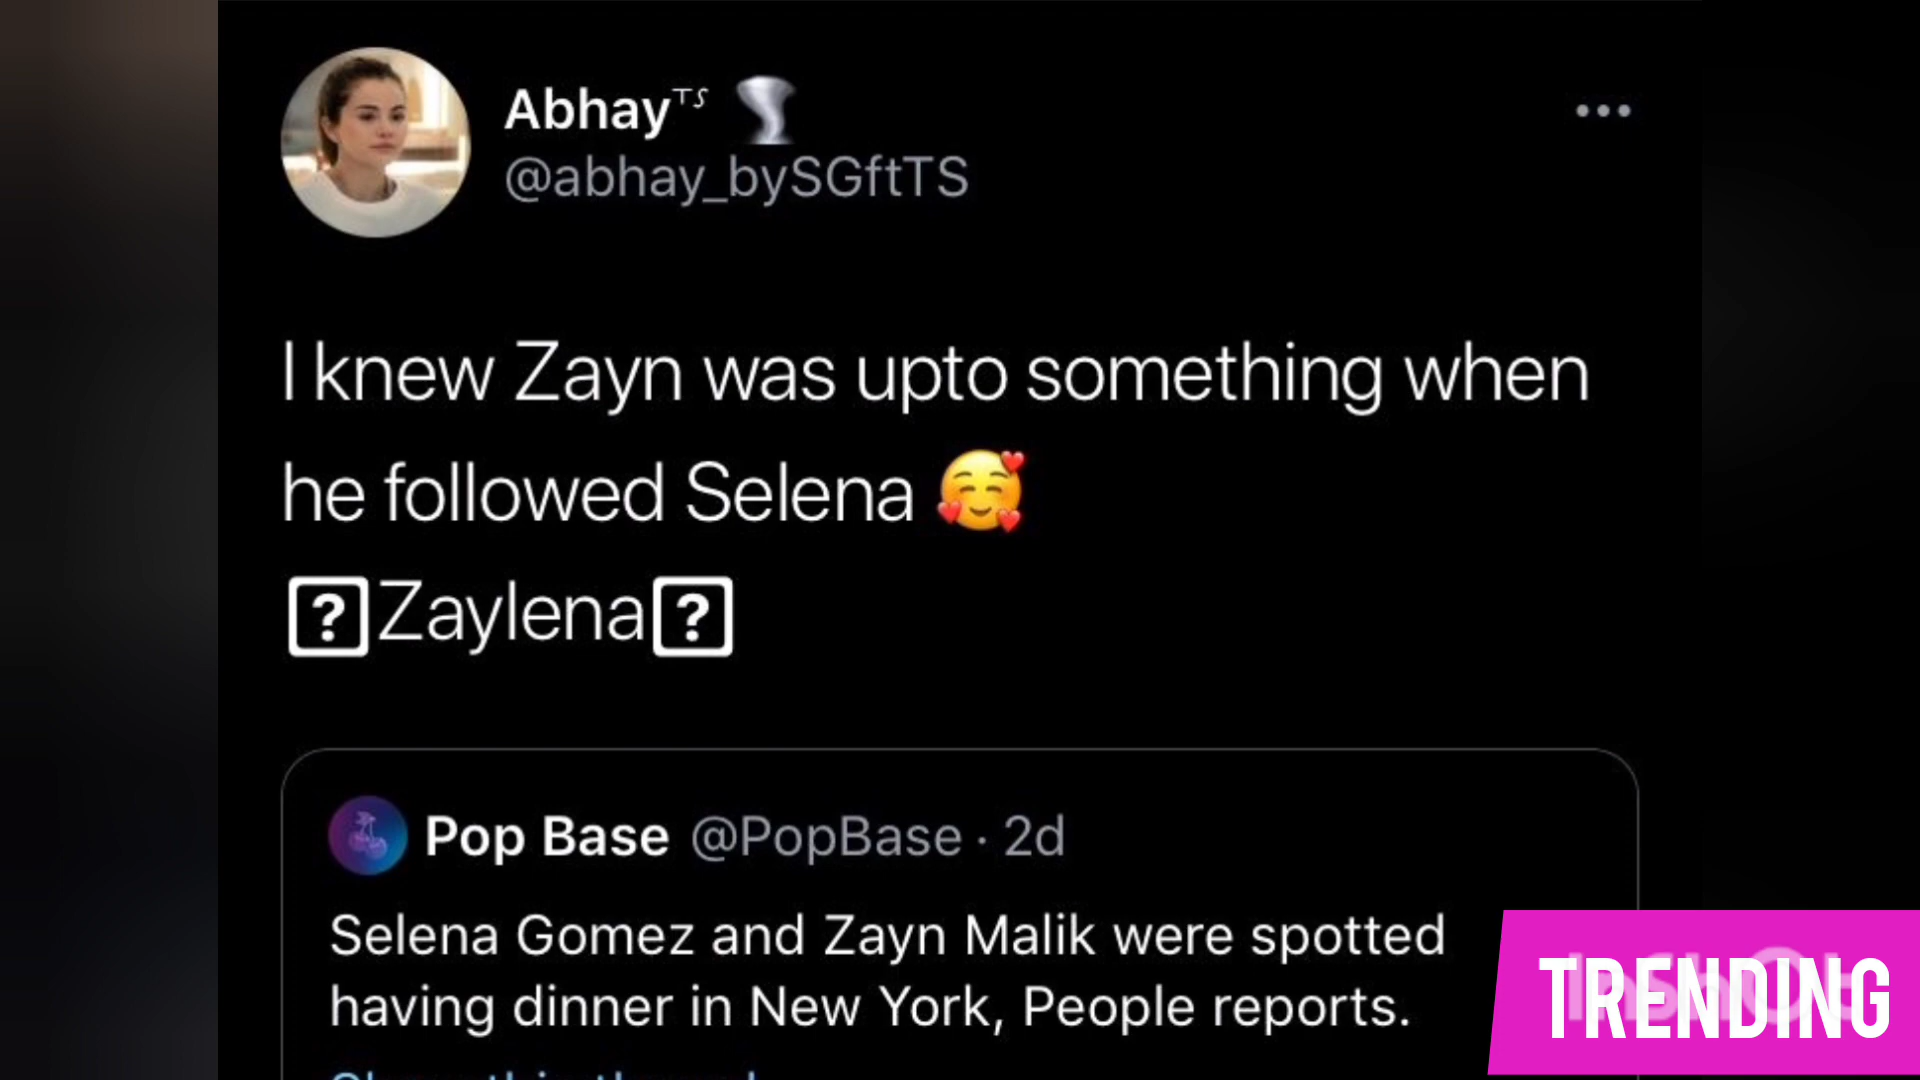 Abhayᵀˢ 🌪
@abhay_bySGftTS
I knew Zayn was upto something when
he followed Selena 🥰
⍰Zaylena⍰
Pop Base @PopBase · 2d
Selena Gomez and Zayn Malik were spotted
having dinner in New York, People reports.
TRENDING